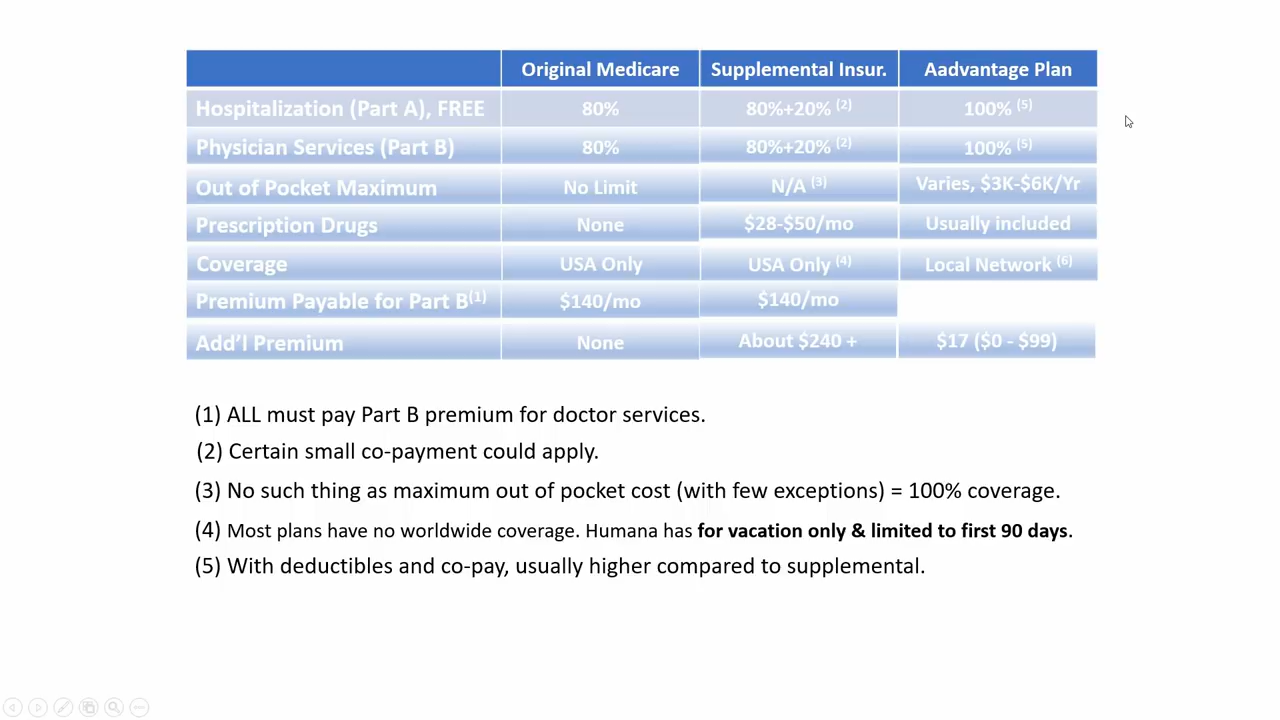 Original Medicare Supplemental Insur. Aadvantage Plan
Hospitalization (Part A), FREE 80% 80%+20% (2) 100% (5)
Physician Services (Part B) 80% 80%+20% (2) 100% (5)
Out of Pocket Maximum No Limit N/A (3) Varies, $3K-$6K/Yr
Prescription Drugs None $28-$50/mo Usually included
Coverage USA Only USA Only (4) Local Network (6)
Premium Payable for Part B(1) $140/mo $140/mo
Add’l Premium None About $240 + $17 ($0 - $99)
(1) ALL must pay Part B premium for doctor services.
(2) Certain small co-payment could apply.
(3) No such thing as maximum out of pocket cost (with few exceptions) = 100% coverage.
(4) Most plans have no worldwide coverage. Humana has for vacation only & limited to first 90 days.
(5) With deductibles and co-pay, usually higher compared to supplemental.